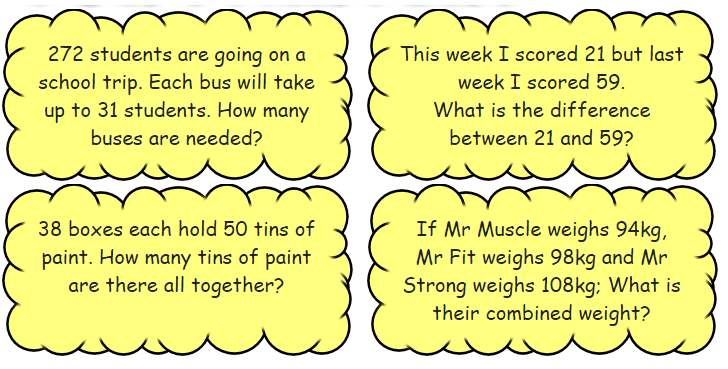 272 students are going on a
school trip. Each bus will take
up to 31 students. How many
buses are needed?
This week I scored 21 but last
week I scored 59.
What is the difference
between 21 and 59?
38 boxes each hold 50 tins of
paint. How many tins of paint
are there all together?
If Mr Muscle weighs 94kg,
Mr Fit weighs 98kg and Mr
Strong weighs 108kg; What is
their combined weight?